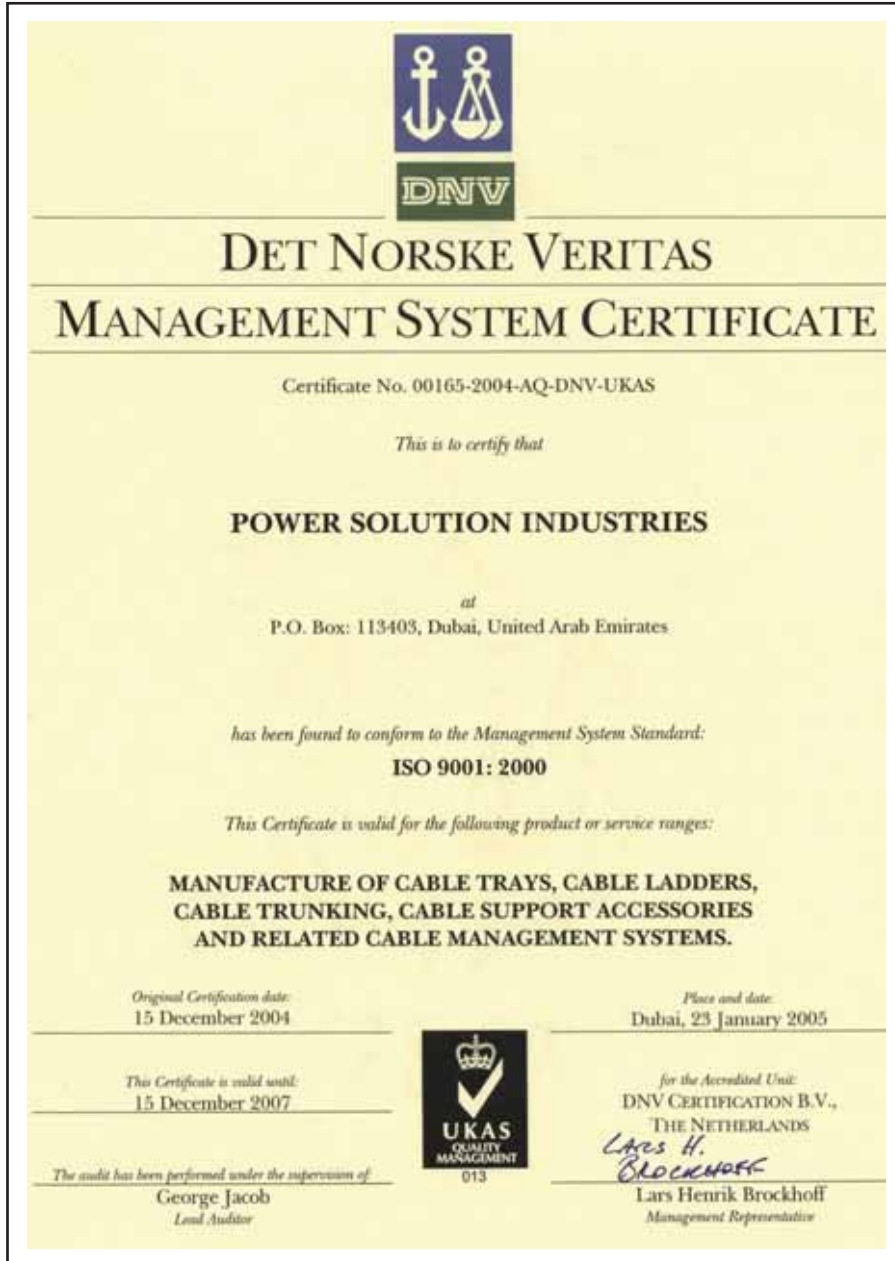 DNV
DET NORSKE VERITAS
MANAGEMENT SYSTEM CERTIFICATE
Certificate No. 00165-2004-AQ-DNV-UKAS
This is to certify that
POWER SOLUTION INDUSTRIES
at
P.O. Box: 113403, Dubai, United Arab Emirates
has been found to conform to the Management System Standard:
ISO 9001: 2000
This Certificate is valid for the following product or service ranges:
MANUFACTURE OF CABLE TRAYS, CABLE LADDERS,
CABLE TRUNKING, CABLE SUPPORT ACCESSORIES
AND RELATED CABLE MANAGEMENT SYSTEMS.
Original Certification date:
15 December 2004
This Certificate is valid until:
15 December 2007
The audit has been performed under the supervision of
George Jacob
Lead Auditor
UKAS
QUALITY
MANAGEMENT
013
Place and date:
Dubai, 23 January 2005
for the Accredited Unit:
DNV CERTIFICATION B.V.,
THE NETHERLANDS
LARS H.
BROCKHOFF
Lars Henrik Brockhoff
Management Representative